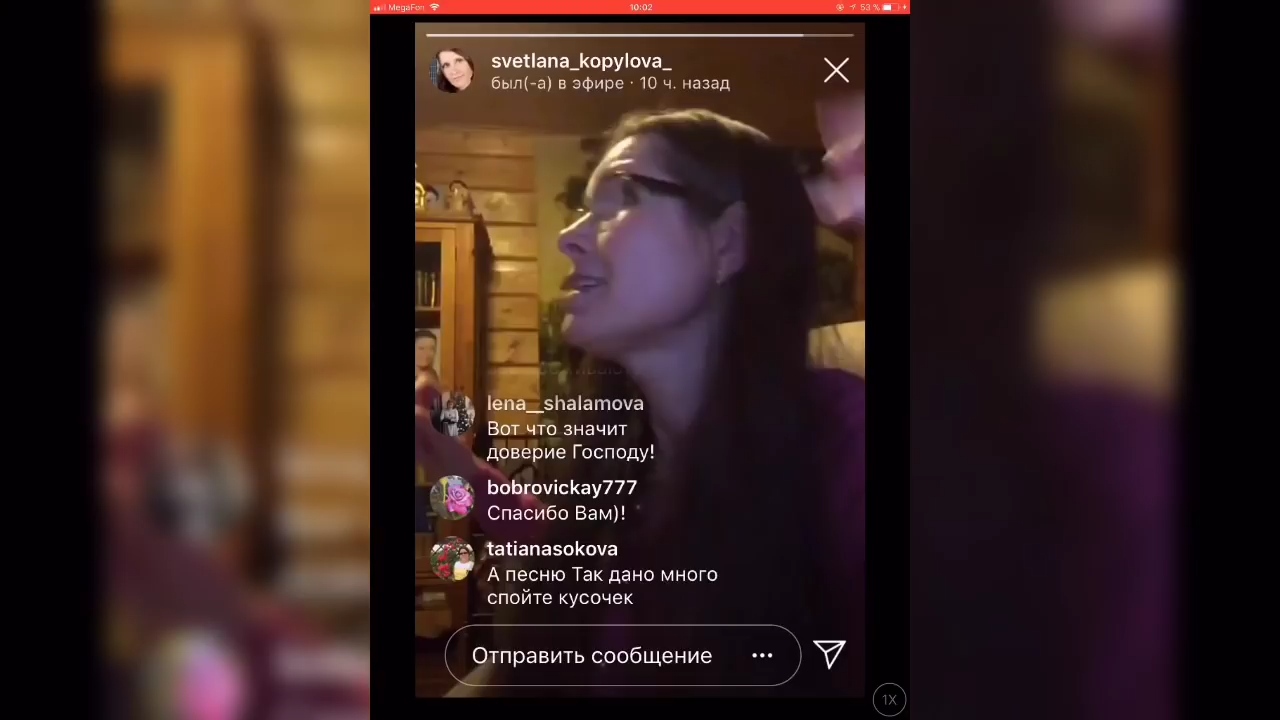 MegaFon
10:02
53 %
svetlana_kopylova_
был(-а) в эфире · 10 ч. назад
lena__shalamova
Вот что значит
доверие Господу!
bobrovickay777
Спасибо Вам)!
tatianasokova
А песню Так дано много
спойте кусочек
Отправить сообщение
1X